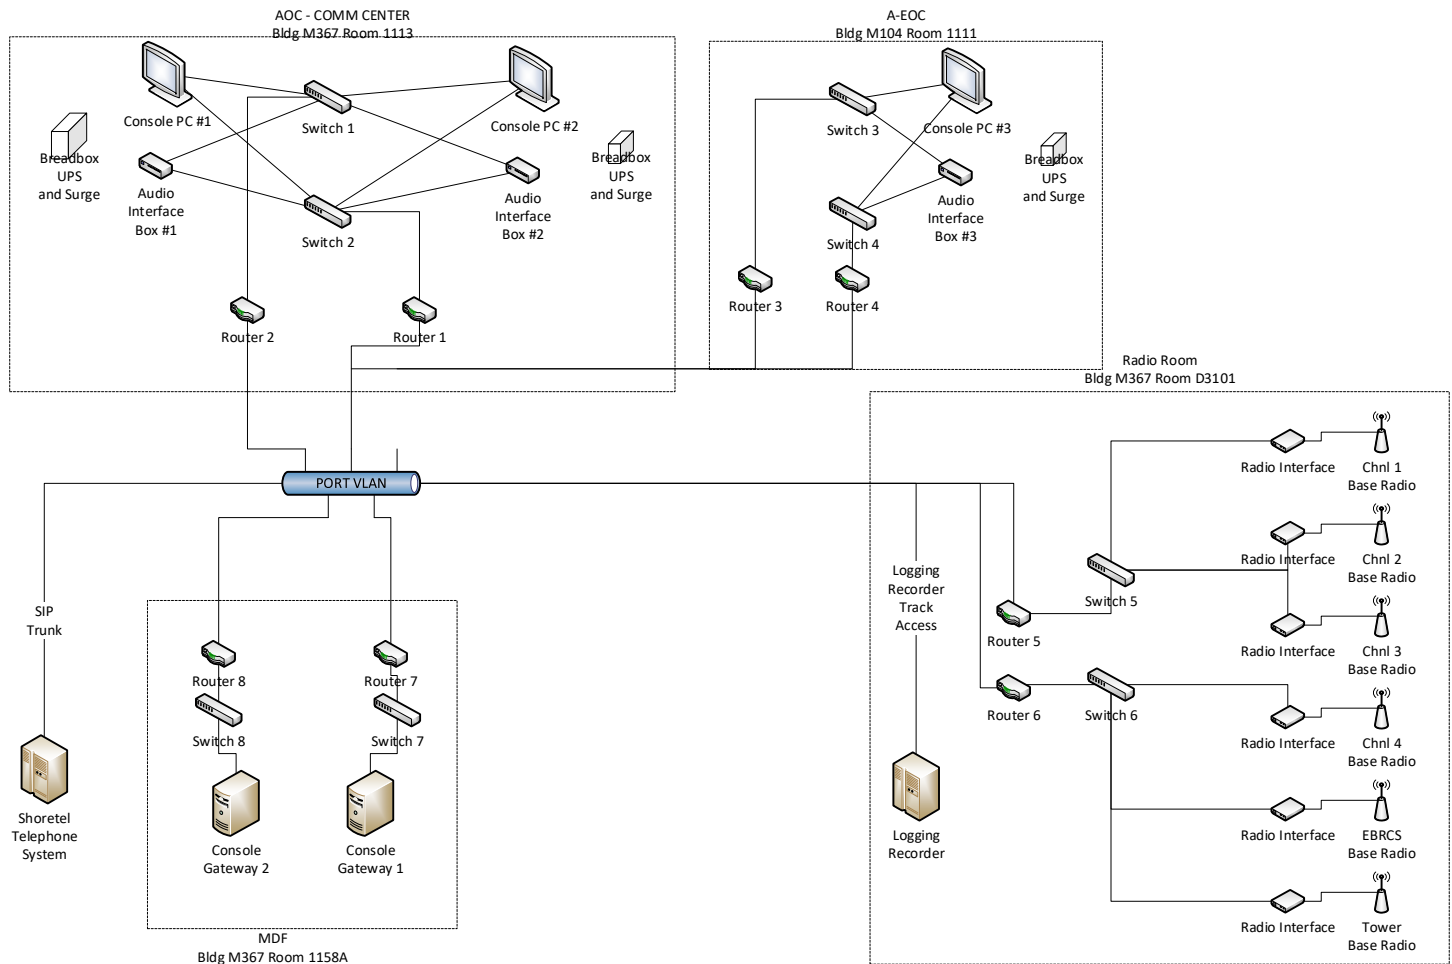 AOC - COMM CENTER
Bldg M367 Room 1113
Console PC #1
Switch 1
Console PC #2
Breadbox
UPS
and Surge
Audio
Interface
Box #1
Switch 2
Audio
Interface
Box #2
Breadbox
UPS
and Surge
Router 2
Router 1
A-EOC
Bldg M104 Room 1111
Switch 3
Console PC #3
Breadbox
UPS
and Surge
Audio
Interface
Box #3
Switch 4
Router 3
Router 4
PORT VLAN
SIP
Trunk
Shoretel
Telephone
System
Router 8
Router 7
Switch 8
Switch 7
Console
Gateway 2
Console
Gateway 1
MDF
Bldg M367 Room 1158A
Radio Room
Bldg M367 Room D3101
Logging
Recorder
Track
Access
Logging
Recorder
Router 5
Switch 5
Router 6
Switch 6
Radio Interface
Chnl 1
Base Radio
Radio Interface
Chnl 2
Base Radio
Radio Interface
Chnl 3
Base Radio
Radio Interface
Chnl 4
Base Radio
Radio Interface
EBRCS
Base Radio
Radio Interface
Tower
Base Radio